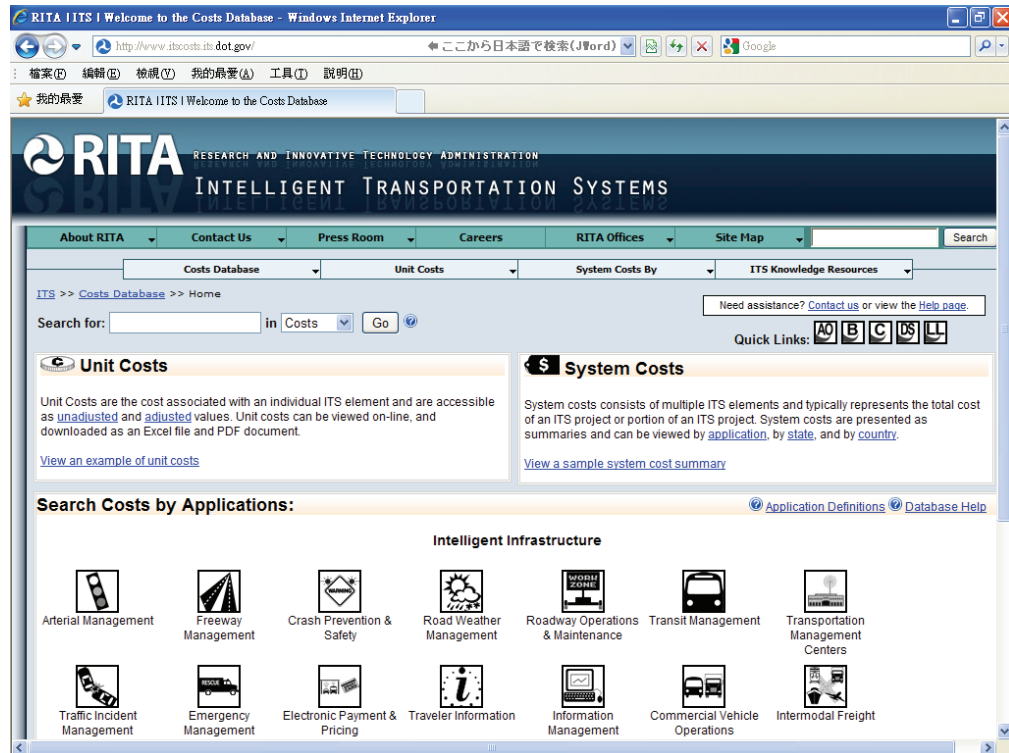 RITA | ITS | Welcome to the Costs Database - Windows Internet Explorer
http://www.itscosts.its.dot.gov/
ここから日本語で検索(JWord)
Google
檔案(F) 編輯(E) 檢視(V) 我的最愛(A) 工具(T) 說明(H)
我的最愛
RITA | ITS | Welcome to the Costs Database
RITA
RESEARCH AND INNOVATIVE TECHNOLOGY ADMINISTRATION
INTELLIGENT TRANSPORTATION SYSTEMS
About RITA Contact Us Press Room Careers RITA Offices Site Map Search
Costs Database Unit Costs System Costs By ITS Knowledge Resources
ITS >> Costs Database >> Home
Need assistance? Contact us or view the Help page.
Search for: in Costs Go
Quick Links: AO B C DS LL
Unit Costs
Unit Costs are the cost associated with an individual ITS element and are accessible
as unadjusted and adjusted values. Unit costs can be viewed on-line, and
downloaded as an Excel file and PDF document.
View an example of unit costs
System Costs
System costs consists of multiple ITS elements and typically represents the total cost
of an ITS project or portion of an ITS project. System costs are presented as
summaries and can be viewed by application, by state, and by country.
View a sample system cost summary
Search Costs by Applications:
Application Definitions Database Help
Intelligent Infrastructure
WARNING
WORK
ZONE
Arterial Management
Freeway
Management
Crash Prevention &
Safety
Road Weather
Management
Roadway Operations
& Maintenance
Transit Management
Transportation
Management
Centers
RESCUE
Traffic Incident
Management
Emergency
Management
Electronic Payment &
Pricing
Traveler Information
Information
Management
Commercial Vehicle
Operations
Intermodal Freight